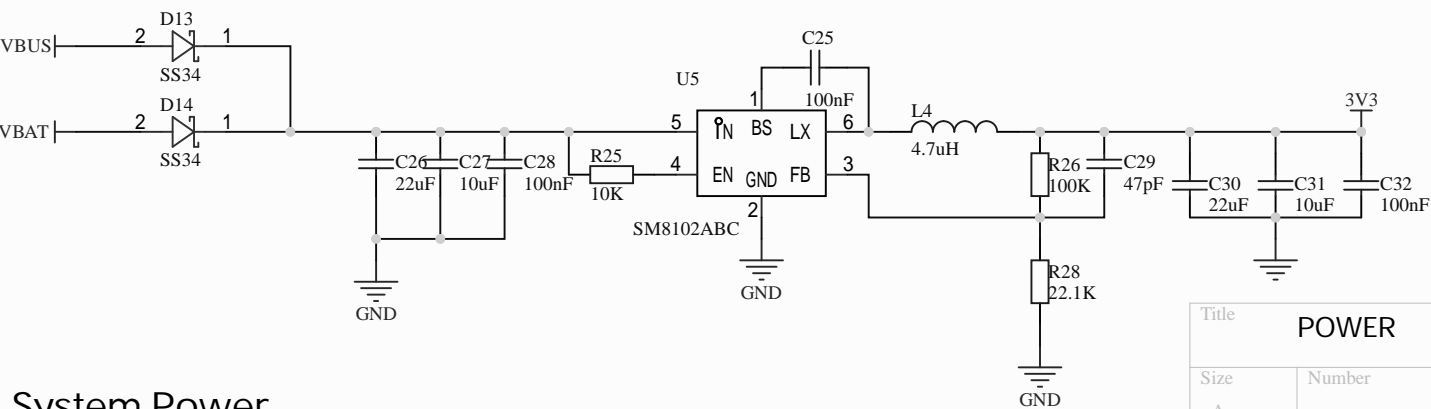 D13
VBUS
2
1
SS34
D14
VBAT
2
1
SS34
C26
22uF
C27
10uF
C28
100nF
GND
R25
10K
U5
C25
100nF
1
5
IN
BS
LX
6
4
EN
GND
FB
3
2
SM8102ABC
GND
L4
4.7uH
R26
100K
C29
47pF
R28
22.1K
GND
C30
22uF
C31
10uF
C32
100nF
3V3
Title
POWER
Size
Number
System Power